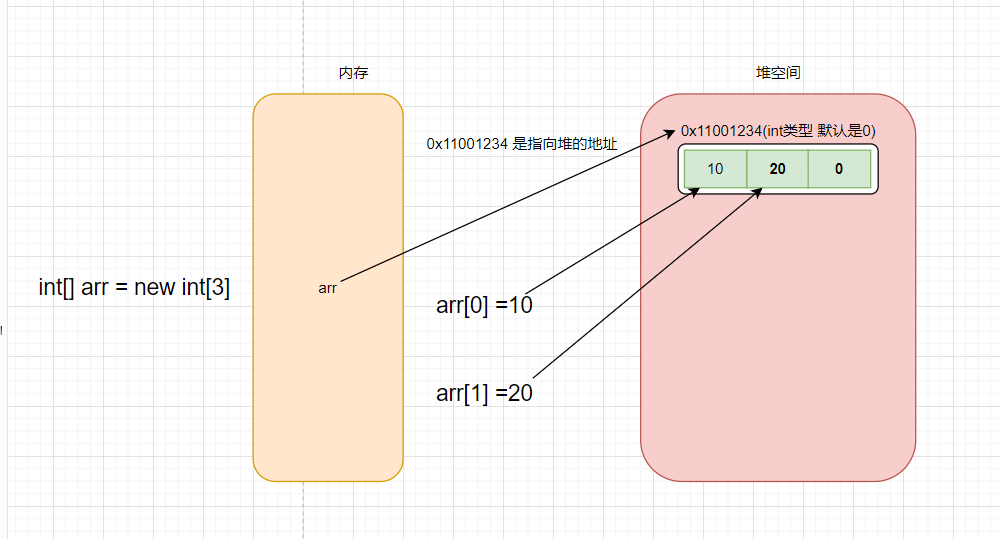 内存
堆空间
0x11001234(int类型 默认是0)
0x11001234 是指向堆的地址
10 20 0
int[] arr = new int[3]
arr
arr[0] =10
arr[1] =20